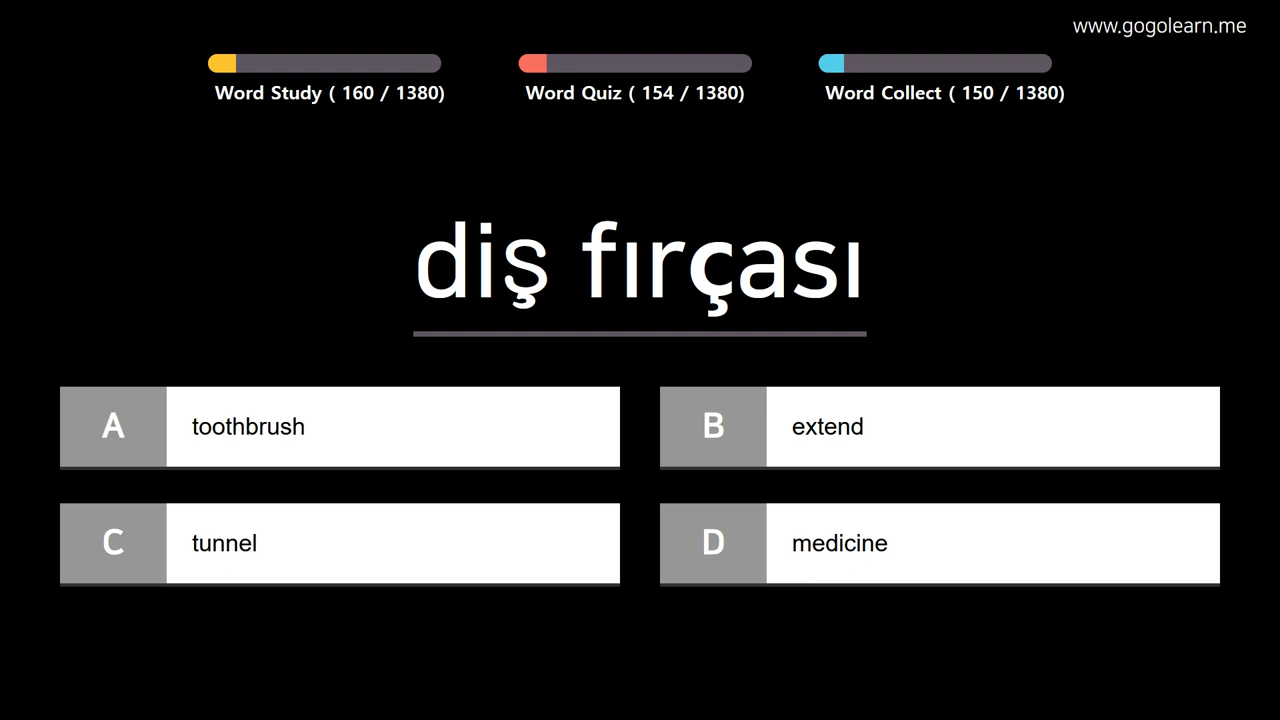 www.gogolearn.me
Word Study ( 160 / 1380)
Word Quiz ( 154 / 1380)
Word Collect ( 150 / 1380)
diş fırçası
A toothbrush
B extend
C tunnel
D medicine